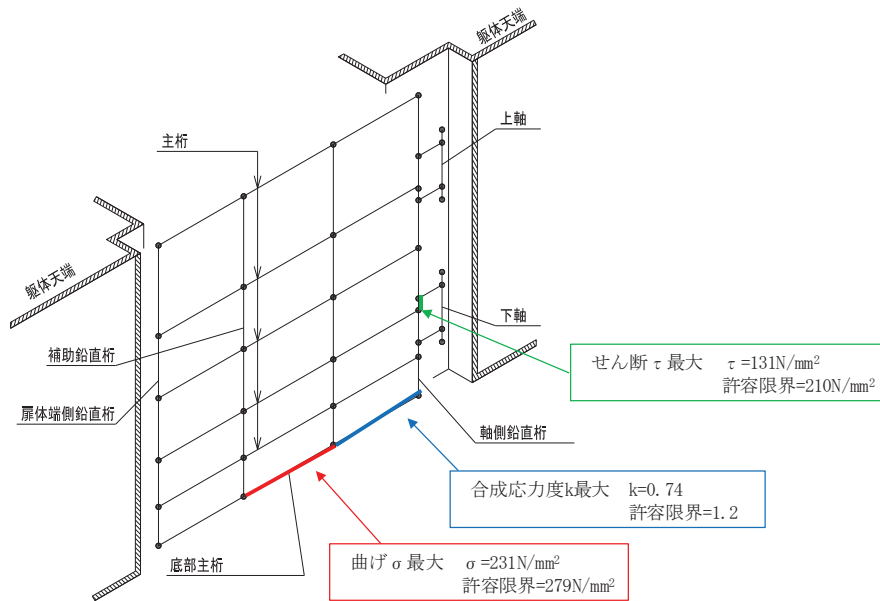 躯体天端
上軸
主桁
躯体天端
下軸
せん断τ最大 τ=131N/mm²
許容限界=210N/mm²
補助鉛直桁
扉体端側鉛直桁
軸側鉛直桁
合成応力度k最大 k=0.74
許容限界=1.2
曲げσ最大 σ=231N/mm²
許容限界=279N/mm²
底部主桁